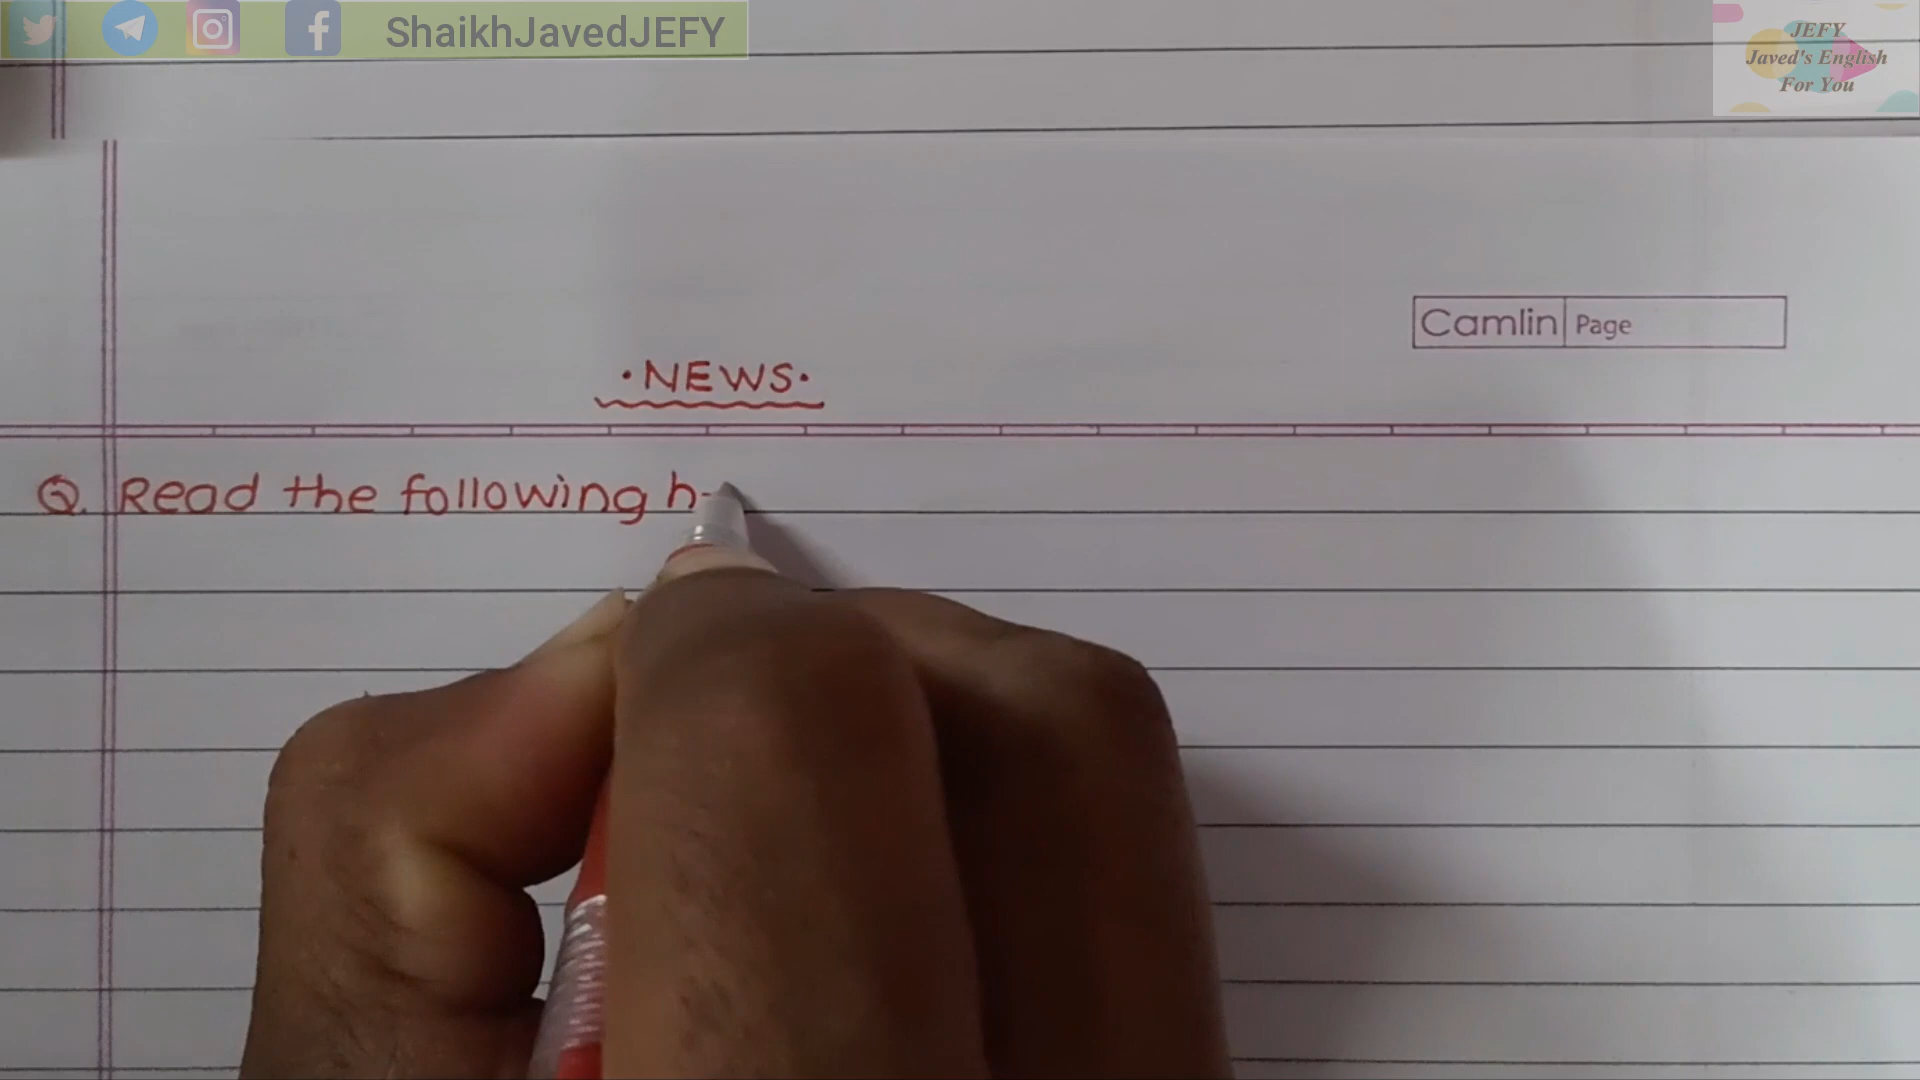 ShaikhJavedJEFY
JEFY
Javed's English
For You
Camlin Page
·NEWS·
Q. Read the following h